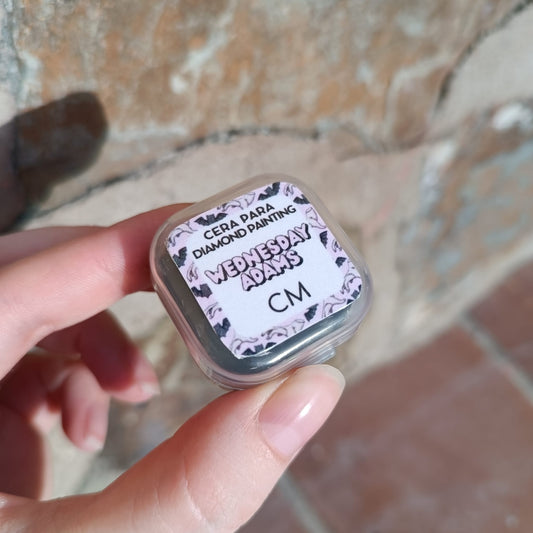 CERA PARA
DIAMOND PAINTING
WEDNESDAY
ADAMS
CM